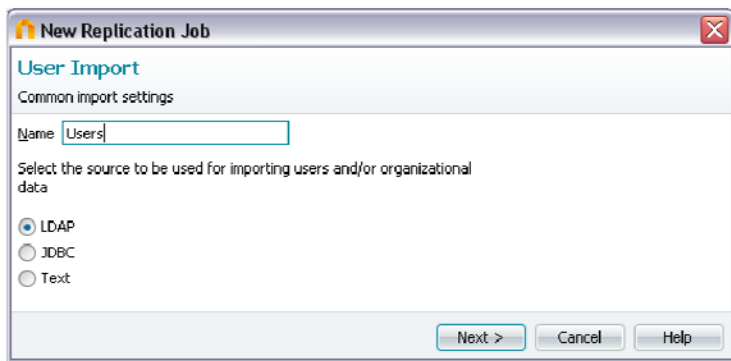 New Replication Job
User Import
Common import settings
Name Users
Select the source to be used for importing users and/or organizational
data
LDAP
JDBC
Text
Next > Cancel Help